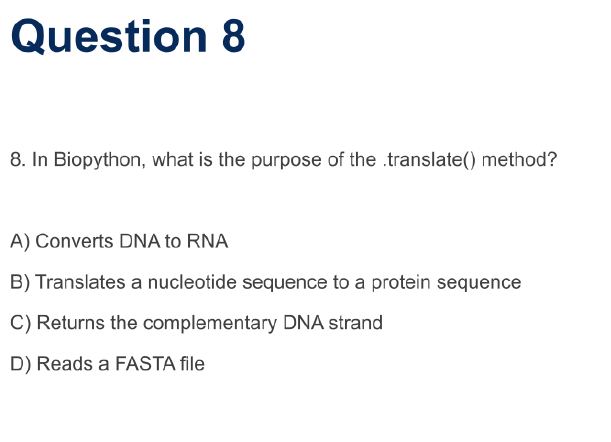 Question 8
8. In Biopython, what is the purpose of the .translate() method?
A) Converts DNA to RNA
B) Translates a nucleotide sequence to a protein sequence
C) Returns the complementary DNA strand
D) Reads a FASTA file